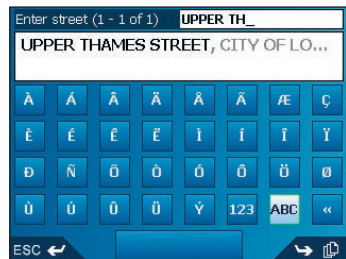 Enter street (1 - 1 of 1) UPPER TH_
UPPER THAMES STREET, CITY OF LO...
À Á Â Ä Å Ã Æ Ç
È É Ê Ë Ì Í Î Ï
Ð Ñ Õ Ò Ó Ô Ö Ø
Ù Ú Û Ü Ý 123 ABC «
ESC